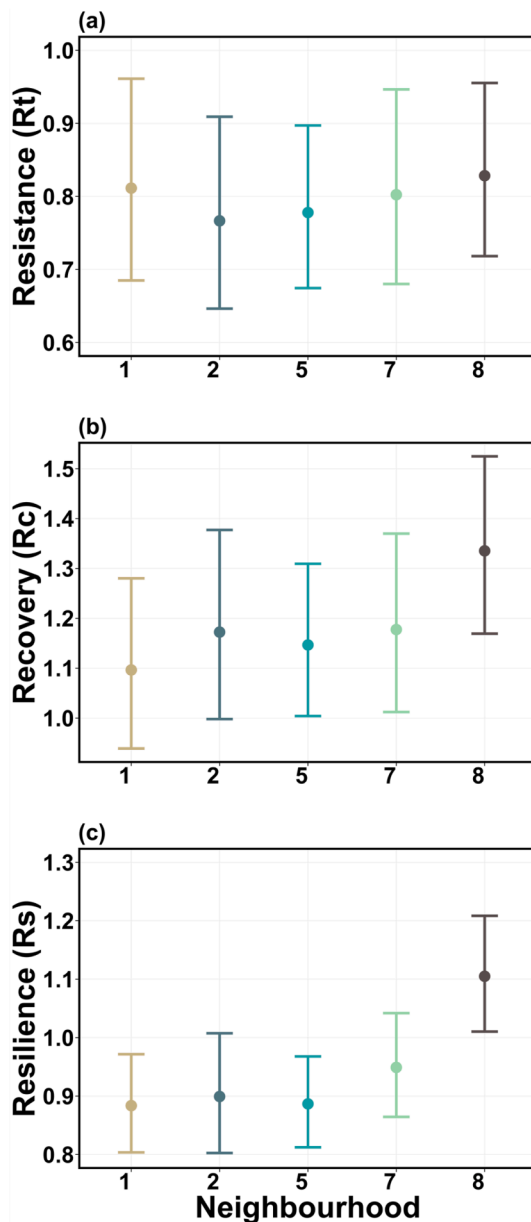 (a)
Resistance (Rt)
1.0
0.9
0.8
0.7
0.6
1 2 5 7 8
(b)
Recovery (Rc)
1.5
1.4
1.3
1.2
1.1
1.0
1 2 5 7 8
(c)
Resilience (Rs)
1.3
1.2
1.1
1.0
0.9
0.8
1 2 5 7 8
Neighbourhood